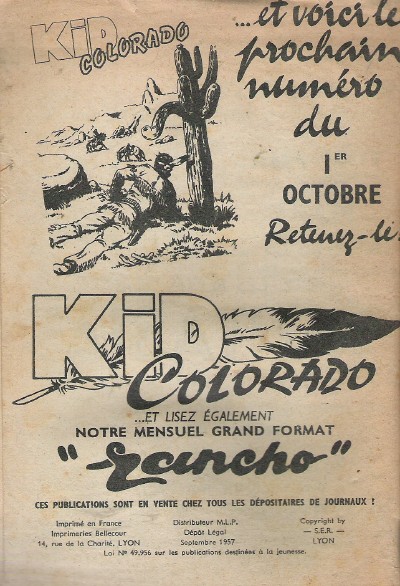 KiD
COLORADO
...et voici le
prochain
numéro
du
1ER
OCTOBRE
Retenez-le!
KiD
COLORADO
...ET LISEZ ÉGALEMENT
NOTRE MENSUEL GRAND FORMAT
"Rancho"
CES PUBLICATIONS SONT EN VENTE CHEZ TOUS LES DÉPOSITAIRES DE JOURNAUX !
Imprimé en France
Imprimeries Bellecour
14, rue de la Charité, LYON
Distributeur M.L.P.
Dépôt Légal
Septembre 1957
Copyright by
— S.E.R. —
LYON
Loi N° 49.956 sur les publications destinées à la jeunesse.